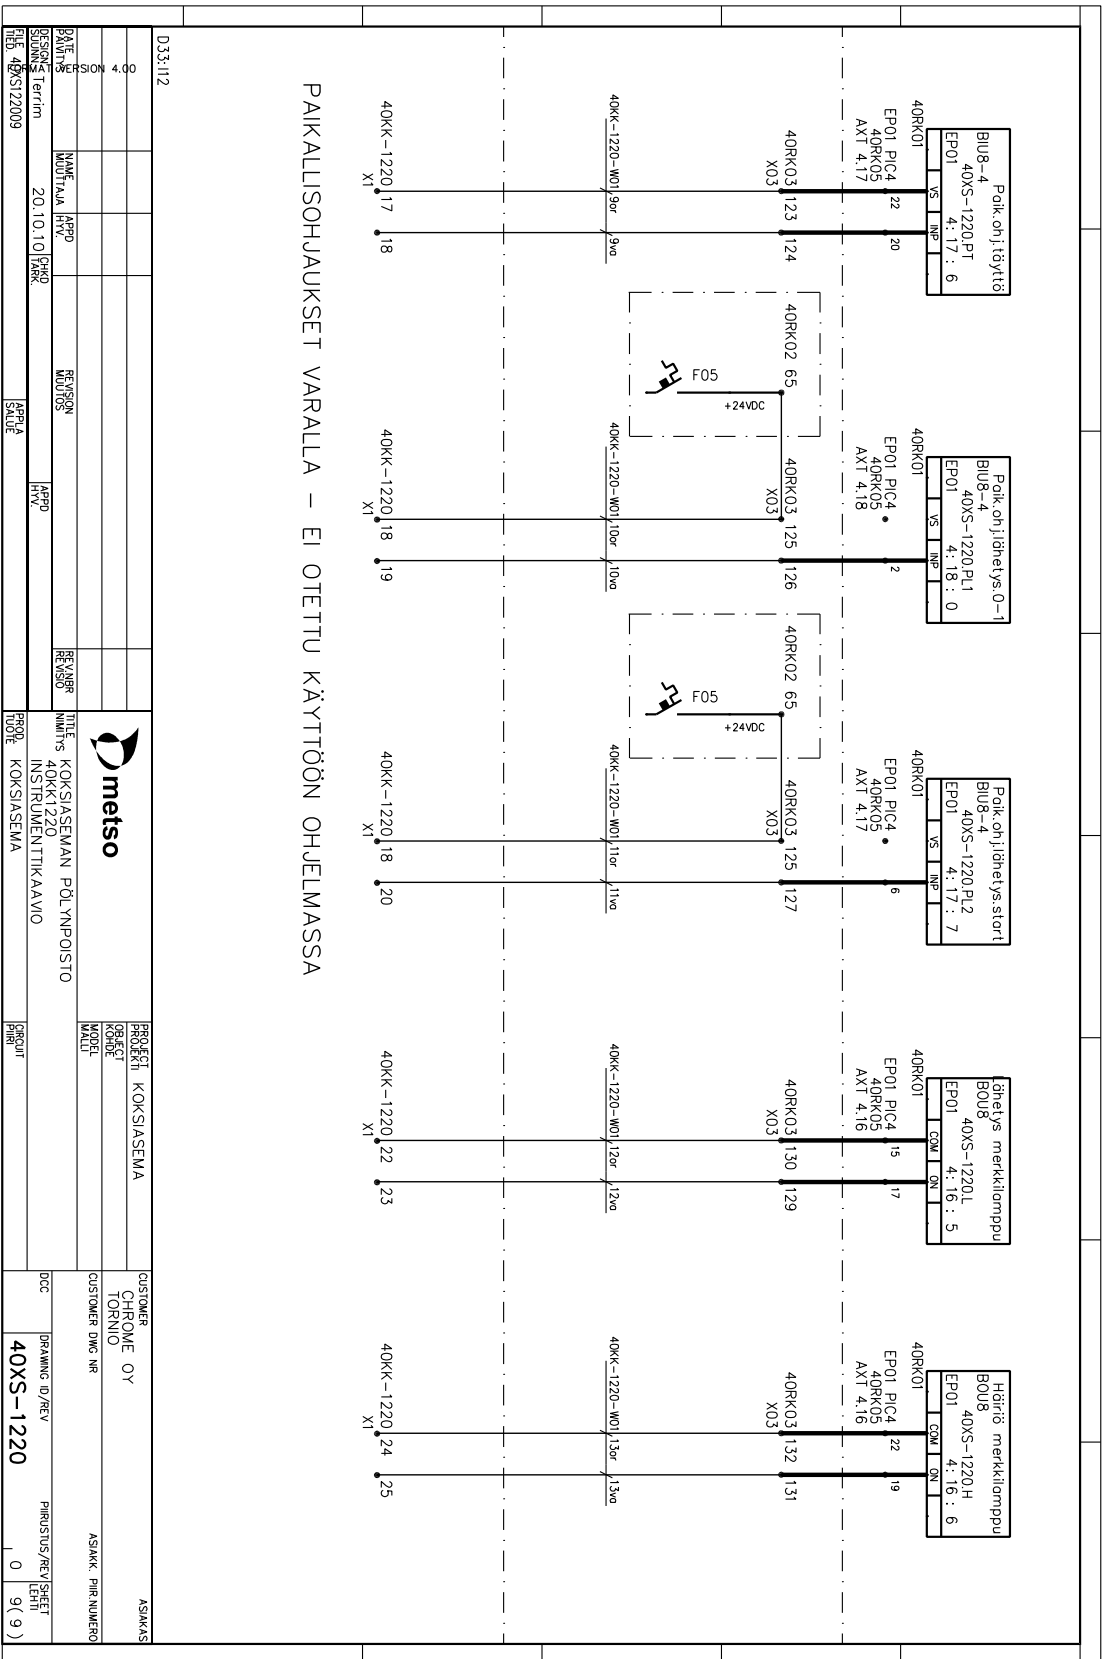 Paik.ohj.täyttö
BIU8-4
40XS-1220.PT
EP01 4: 17 : 6
VS INP
40RK01
EP01 PIC4
40RK05
AXT 4.17
22 20
40RK03 123 124
X03
40KK-1220-W01 9or 9va
40KK-1220 17 18
X1
Paik.ohj.lähetys.0-1
BIU8-4
40XS-1220.PL1
EP01 4: 18 : 0
VS INP
40RK01
EP01 PIC4
40RK05
AXT 4.18
2
40RK02 65
F05
+24VDC
40RK03 125 126
X03
40KK-1220-W01 10or 10va
40KK-1220 18 19
X1
Paik.ohj.lähetys.start
BIU8-4
40XS-1220.PL2
EP01 4: 17 : 7
VS INP
40RK01
EP01 PIC4
40RK05
AXT 4.17
6
40RK02 65
F05
+24VDC
40RK03 125 127
X03
40KK-1220-W01 11or 11va
40KK-1220 18 20
X1
Lähetys merkkilamppu
BOU8
40XS-1220.L
EP01 4: 16 : 5
COM ON
40RK01
EP01 PIC4
40RK05
AXT 4.16
15 17
40RK03 130 129
X03
40KK-1220-W01 12or 12va
40KK-1220 22 23
X1
Häiriö merkkilamppu
BOU8
40XS-1220.H
EP01 4: 16 : 6
COM ON
40RK01
EP01 PIC4
40RK05
AXT 4.16
22 19
40RK03 132 131
X03
40KK-1220-W01 13or 13va
40KK-1220 24 25
X1
PAIKALLISOHJAUKSET VARALLA - EI OTETTU KÄYTTÖÖN OHJELMASSA
D33:I12
FORMAT VERSION 4.00
DATE NAME APPD REVISION REV.NBR
PÄIVITYS MUUTTAJA HYV. MUUTOS REVISIO
DESIGN Terrim 20.10.10 CHKD APPD
SUUNN. TARK. HYV.
FILE 40XS122009 APPLA
TIED. SALUE
metso
TITLE KOKSIASEMAN PÖLYNPOISTO
NIMITYS 40KK1220
INSTRUMENTTIKAAVIO
PROD. KOKSIASEMA
TUOTE
CIRCUIT
PIIRI
PROJECT KOKSIASEMA
PROJEKTI
OBJECT
KOHDE
MODEL
MALLI
CUSTOMER ASIAKAS
CHROME OY
TORNIO
CUSTOMER DWG NR ASIAKK. PIIR.NUMERO
DCC DRAWING ID/REV PIIRUSTUS/REV SHEET
LEHTI
40XS-1220 , 0 9( 9 )